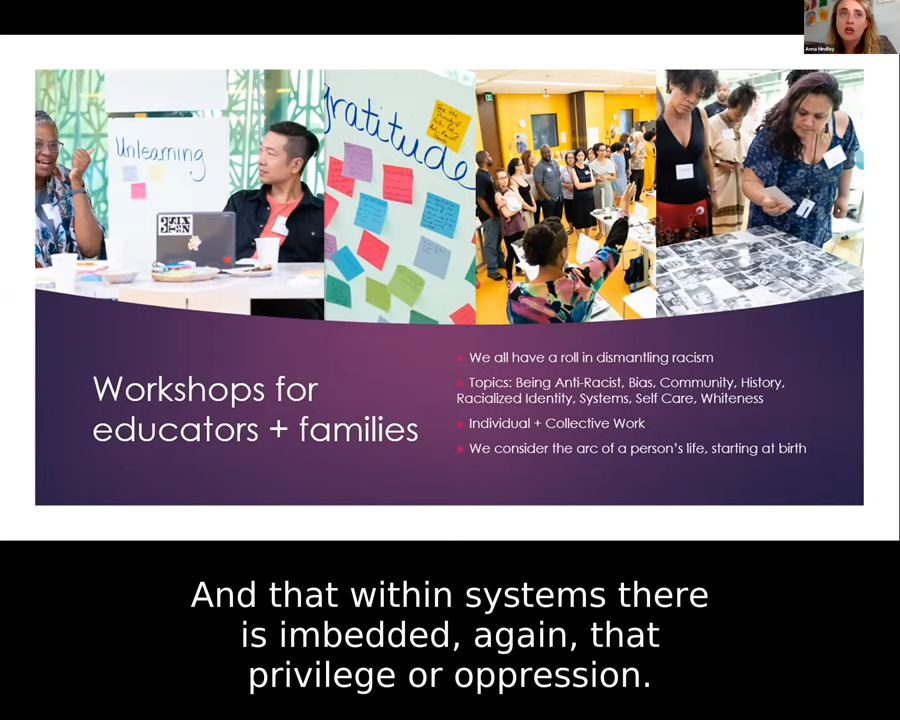 Anna Hindley
Unlearning
gratitude
Workshops for
educators + families
We all have a roll in dismantling racism
Topics: Being Anti-Racist, Bias, Community, History,
Racialized Identity, Systems, Self Care, Whiteness
Individual + Collective Work
We consider the arc of a person's life, starting at birth
And that within systems there
is imbedded, again, that
privilege or oppression.